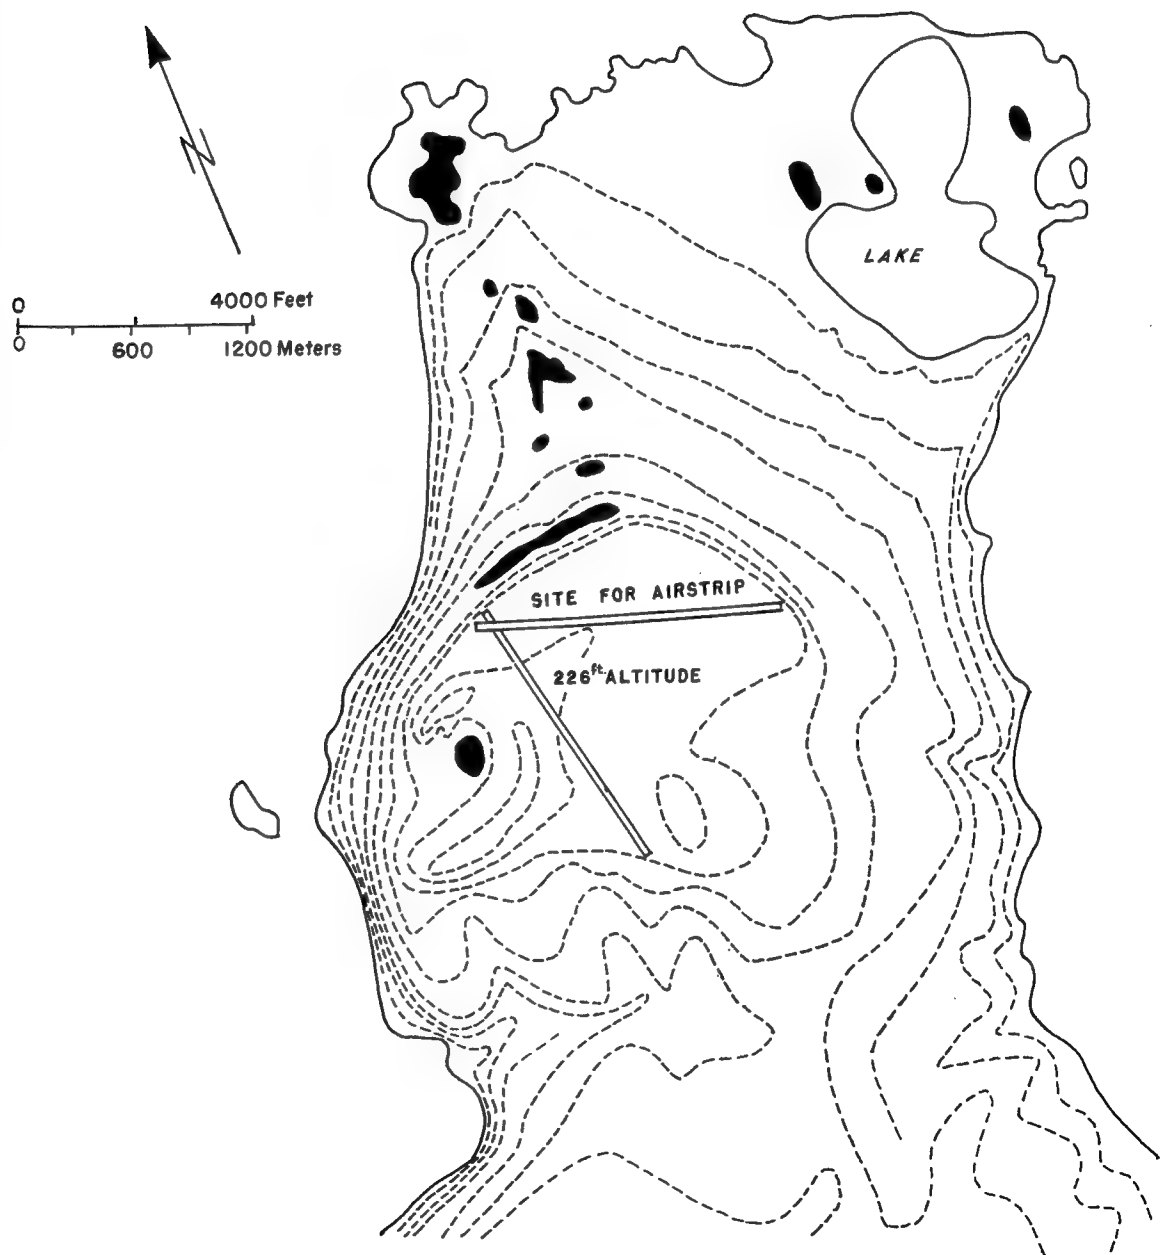 0 4000 Feet
0 600 1200 Meters
LAKE
SITE FOR AIRSTRIP
226ft. ALTITUDE